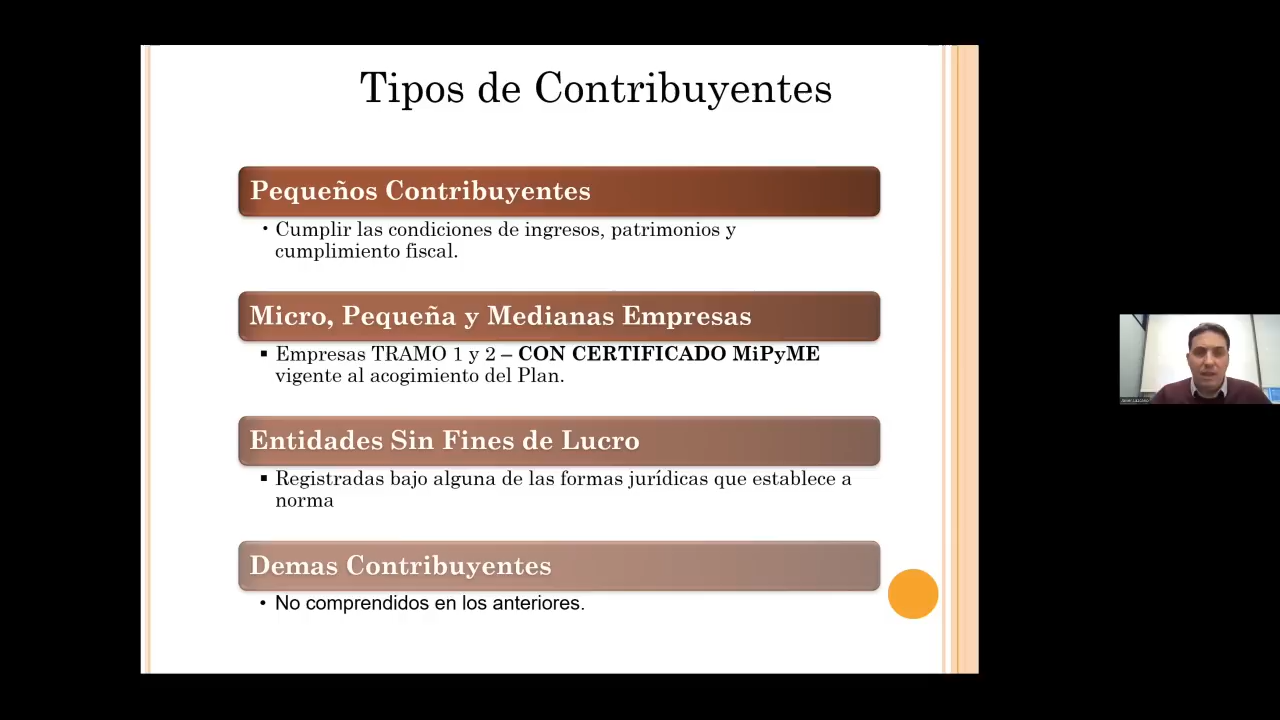 Tipos de Contribuyentes
Pequeños Contribuyentes
• Cumplir las condiciones de ingresos, patrimonios y
cumplimiento fiscal.
Micro, Pequeña y Medianas Empresas
▪ Empresas TRAMO 1 y 2 – CON CERTIFICADO MiPyME
vigente al acogimiento del Plan.
Entidades Sin Fines de Lucro
▪ Registradas bajo alguna de las formas jurídicas que establece a
norma
Demas Contribuyentes
• No comprendidos en los anteriores.